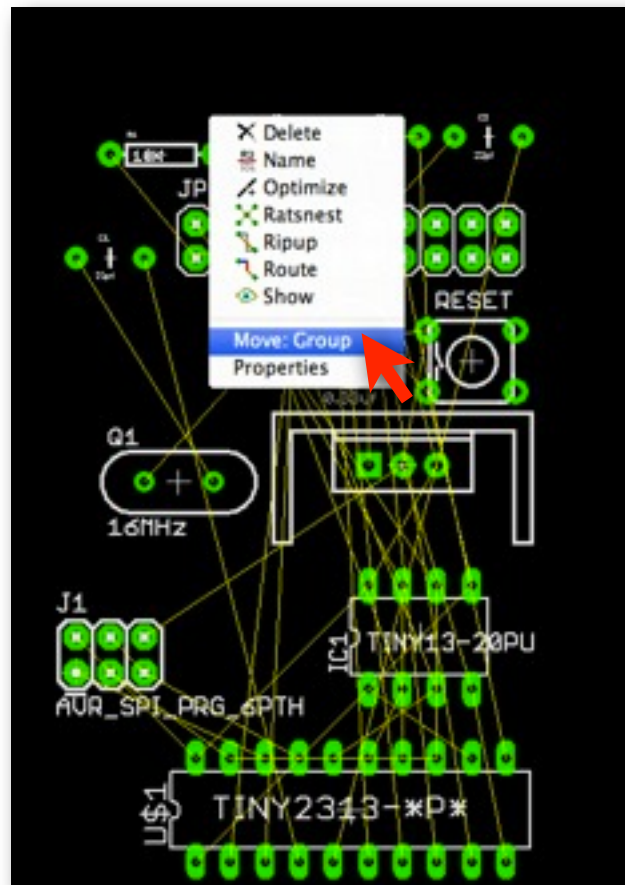 Delete
Name
Optimize
Ratsnest
Ripup
Route
Show
Move: Group
Properties
10K
JP
RESET
Q1
16MHz
J1
AVR_SPI_PRG_6PTH
IC1
TINY13-20PU
U$1
TINY2313-*P*